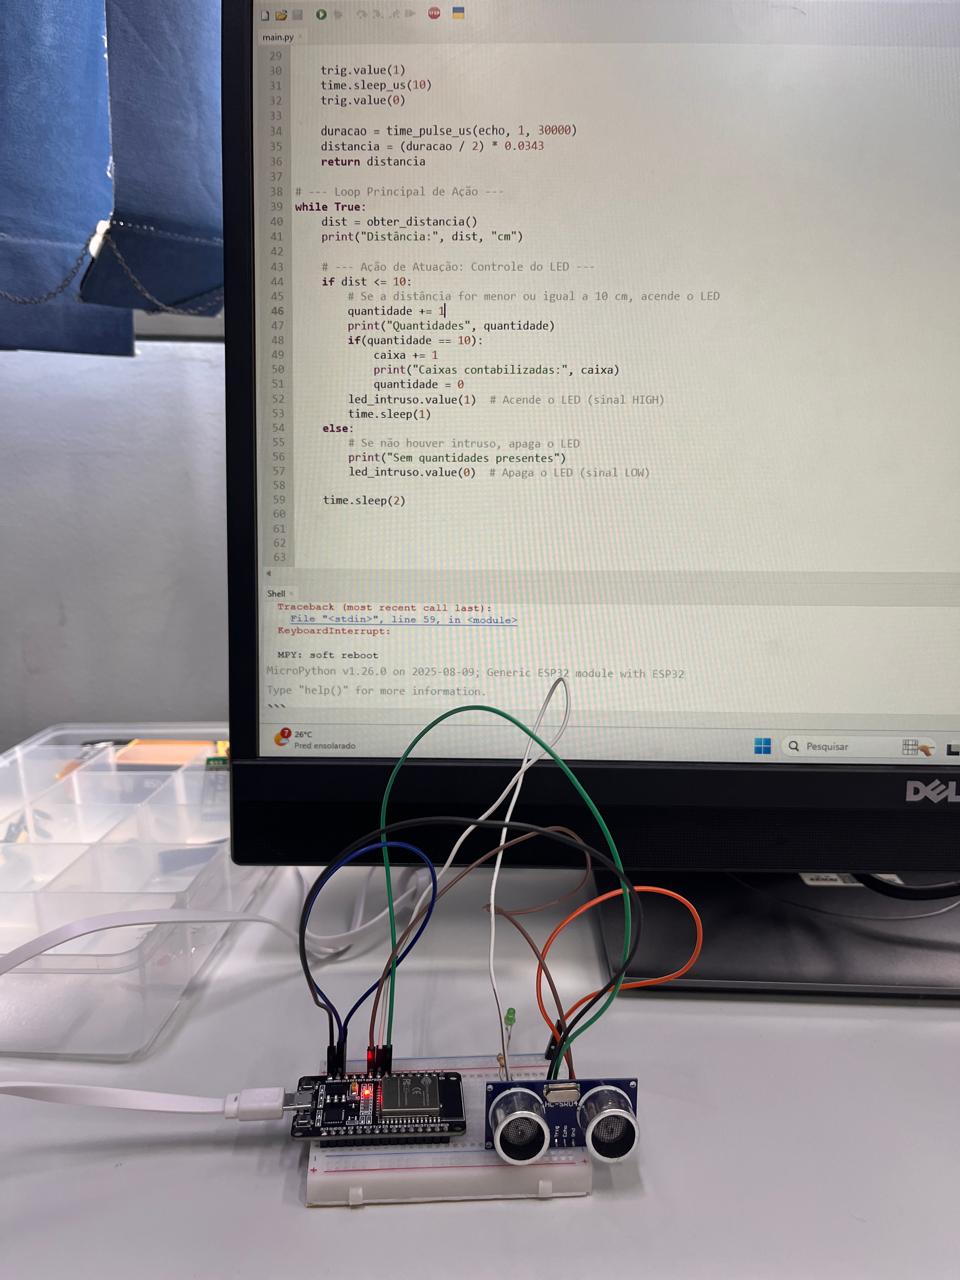 main.py
29
30 trig.value(1)
31 time.sleep_us(10)
32 trig.value(0)
33
34 duracao = time_pulse_us(echo, 1, 30000)
35 distancia = (duracao / 2) * 0.0343
36 return distancia
37
38 # --- Loop Principal de Ação ---
39 while True:
40 dist = obter_distancia()
41 print("Distância:", dist, "cm")
42
43 # --- Ação de Atuação: Controle do LED ---
44 if dist <= 10:
45 # Se a distância for menor ou igual a 10 cm, acende o LED
46 quantidade += 1
47 print("Quantidades", quantidade)
48 if(quantidade == 10):
49 caixa += 1
50 print("Caixas contabilizadas:", caixa)
51 quantidade = 0
52 led_intruso.value(1) # Acende o LED (sinal HIGH)
53 time.sleep(1)
54 else:
55 # Se não houver intruso, apaga o LED
56 print("Sem quantidades presentes")
57 led_intruso.value(0) # Apaga o LED (sinal LOW)
58
59 time.sleep(2)
60
61
62
63
Shell
Traceback (most recent call last):
File "<stdin>", line 59, in <module>
KeyboardInterrupt:
MPY: soft reboot
MicroPython v1.26.0 on 2025-08-09; Generic ESP32 module with ESP32
Type "help()" for more information.
7
26°C
Pred ensolarado
Pesquisar
DELL
HC-SR04
Trig
Echo
Gnd